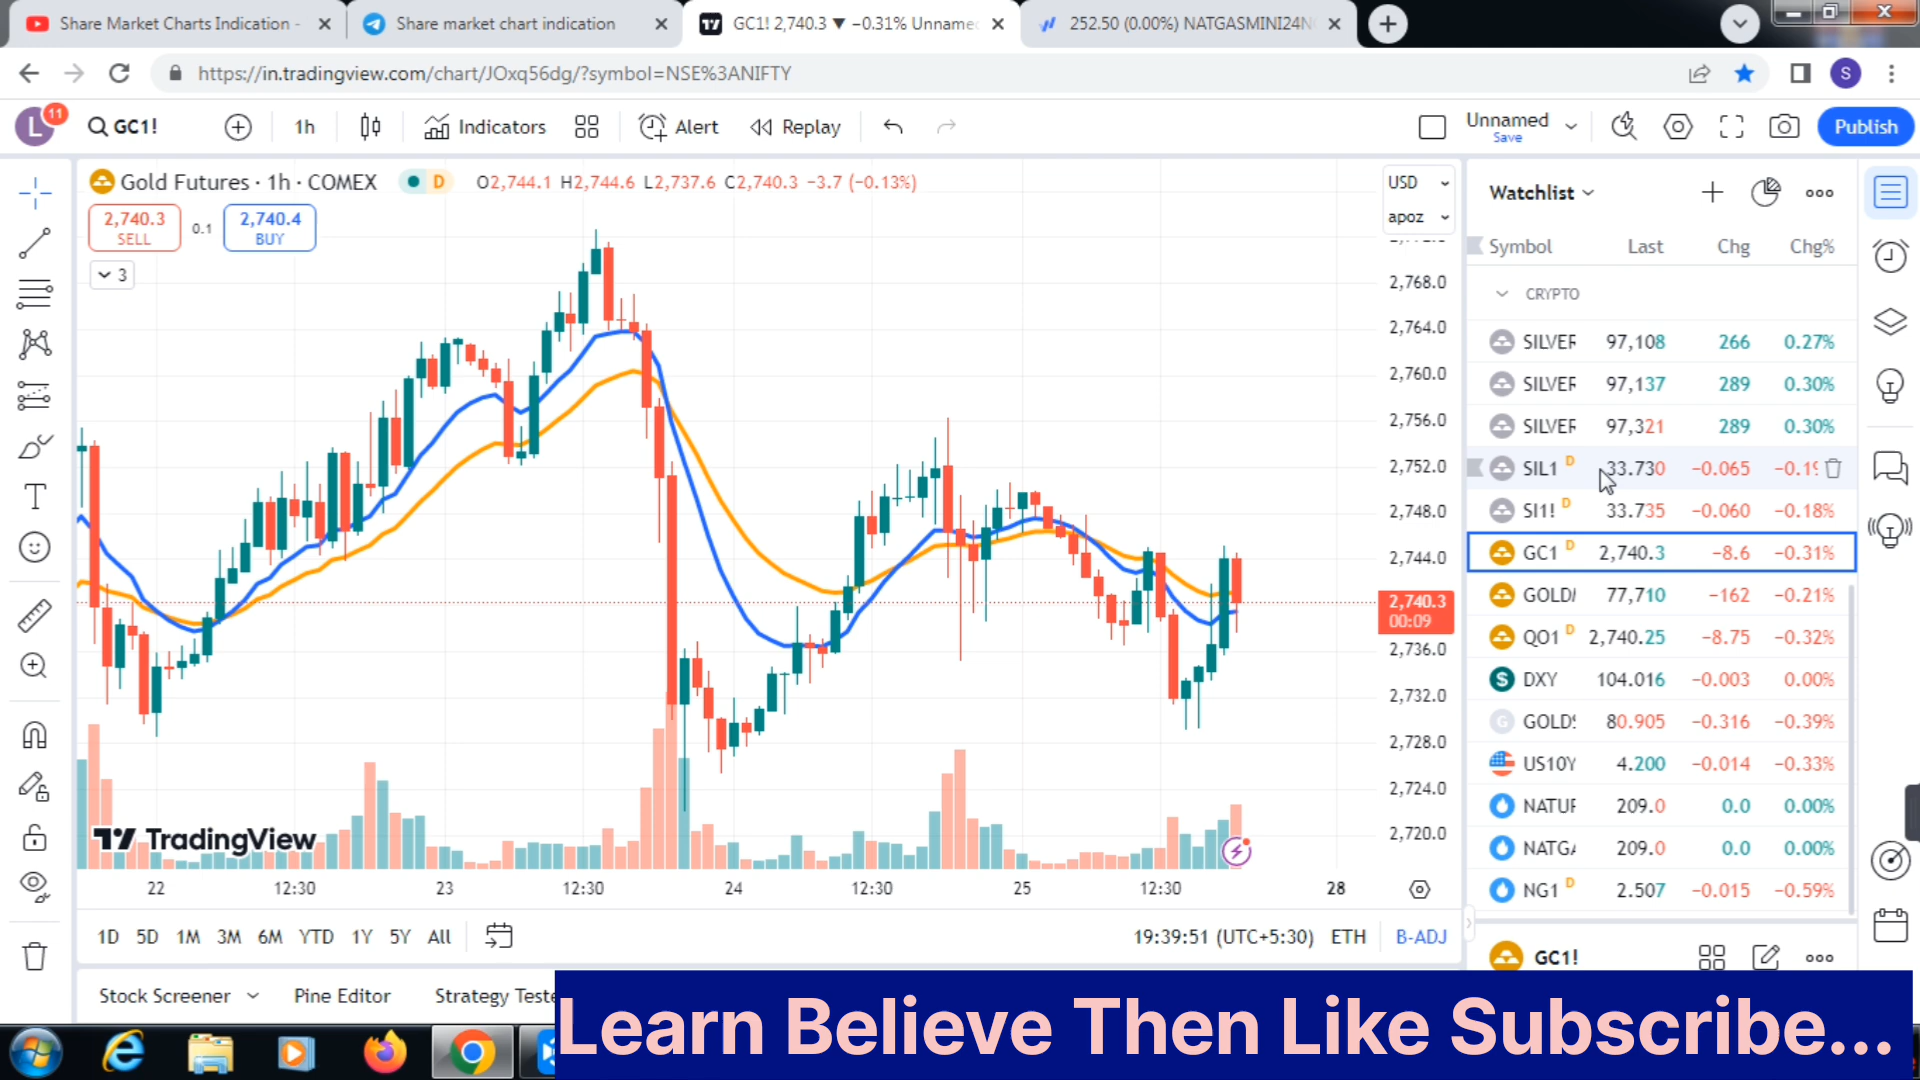 Share Market Charts Indication -
Share market chart indication
GC1! 2,740.3 ▼ −0.31% Unname
252.50 (0.00%) NATGASMINI24N
https://in.tradingview.com/chart/JOxq56dg/?symbol=NSE%3ANIFTY
S
L 11
GC1!
1h
Indicators
Alert
Replay
Unnamed
Save
Publish
Gold Futures · 1h · COMEX D O2,744.1 H2,744.6 L2,737.6 C2,740.3 −3.7 (−0.13%)
2,740.3
SELL
0.1
2,740.4
BUY
3
USD
apoz
2,768.0
2,764.0
2,760.0
2,756.0
2,752.0
2,748.0
2,744.0
2,740.3
00:09
2,736.0
2,732.0
2,728.0
2,724.0
2,720.0
TradingView
22 12:30 23 12:30 24 12:30 25 12:30 28
1D 5D 1M 3M 6M YTD 1Y 5Y All
19:39:51 (UTC+5:30) ETH B-ADJ
Stock Screener Pine Editor Strategy Teste
Watchlist
Symbol Last Chg Chg%
CRYPTO
SILVER 97,108 266 0.27%
SILVER 97,137 289 0.30%
SILVER 97,321 289 0.30%
SIL1 D 33.730 −0.065 −0.19
SI1! D 33.735 −0.060 −0.18%
GC1 D 2,740.3 −8.6 −0.31%
GOLD 77,710 −162 −0.21%
QO1 D 2,740.25 −8.75 −0.32%
DXY 104.016 −0.003 0.00%
GOLD 80.905 −0.316 −0.39%
US10Y 4.200 −0.014 −0.33%
NATUR 209.0 0.0 0.00%
NATGA 209.0 0.0 0.00%
NG1 D 2.507 −0.015 −0.59%
GC1!
Learn Believe Then Like Subscribe...